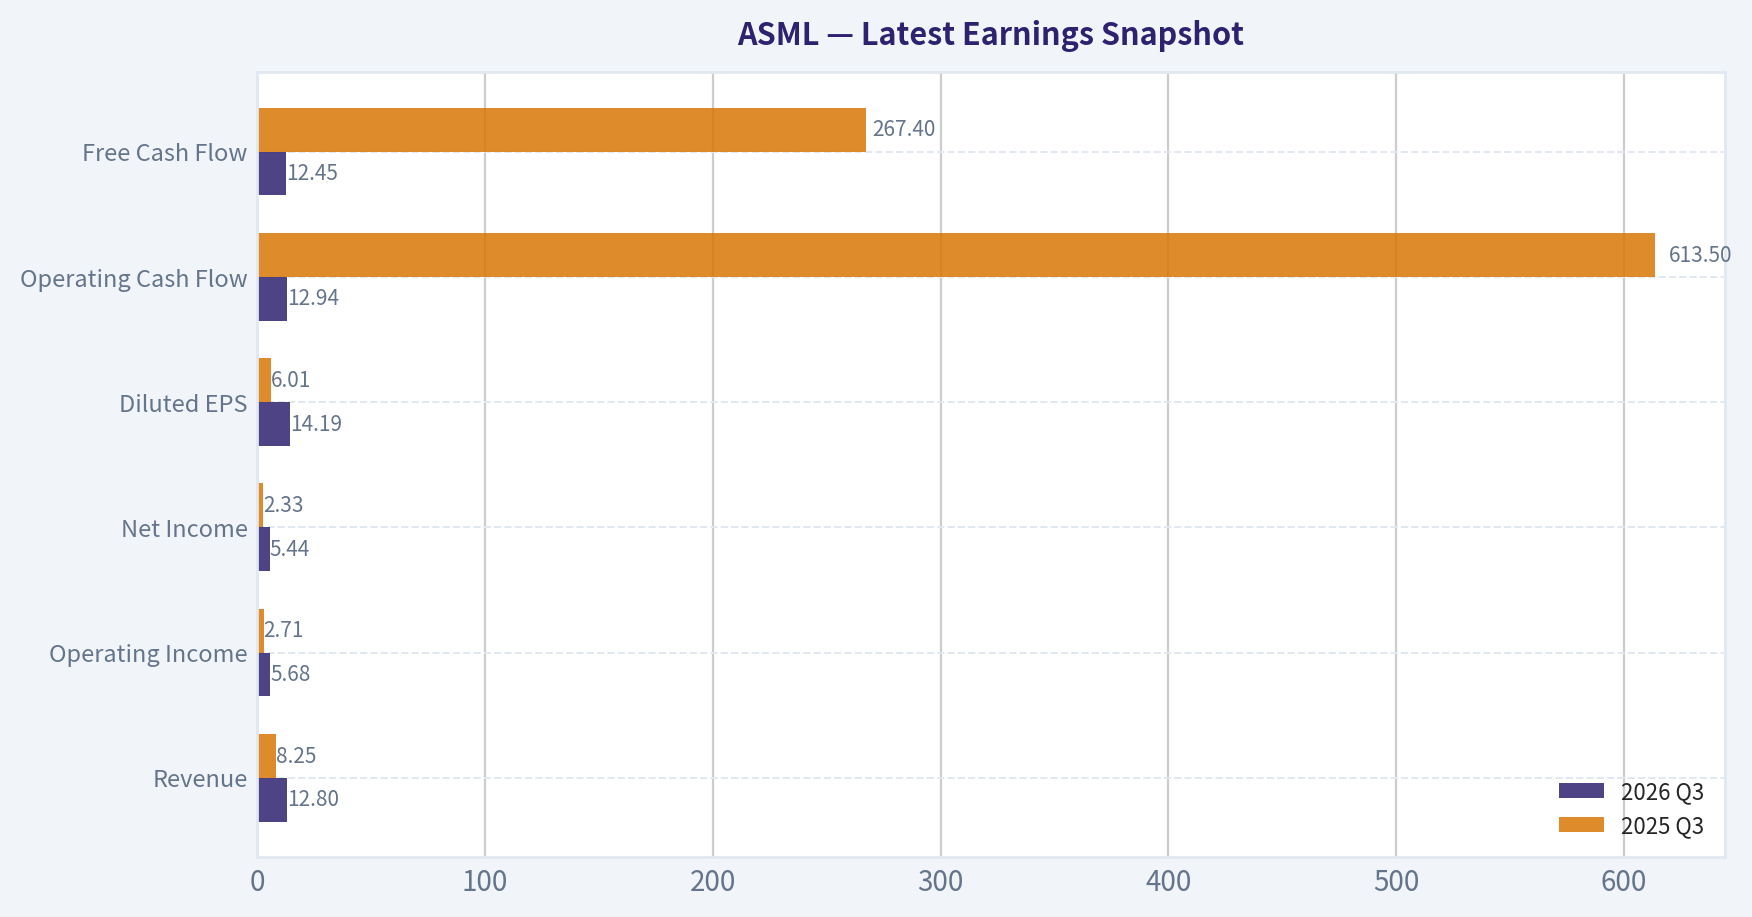 ASML — Latest Earnings Snapshot
Free Cash Flow
267.40
12.45
Operating Cash Flow
613.50
12.94
Diluted EPS
6.01
14.19
Net Income
2.33
5.44
Operating Income
2.71
5.68
Revenue
8.25
12.80
2026 Q3
2025 Q3
0 100 200 300 400 500 600